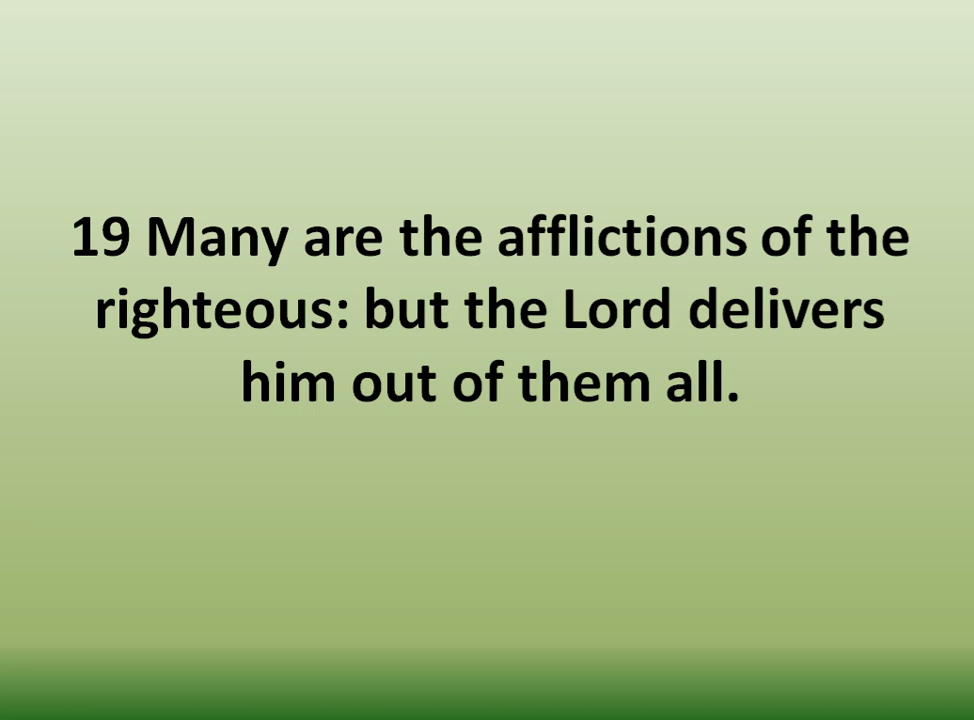 19 Many are the afflictions of the
righteous: but the Lord delivers
him out of them all.